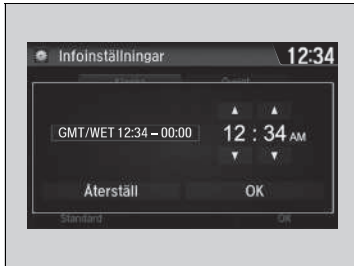 Infoinställningar 12:34
GMT/WET 12:34 – 00:00
12 : 34 AM
Återställ OK
Standard OK